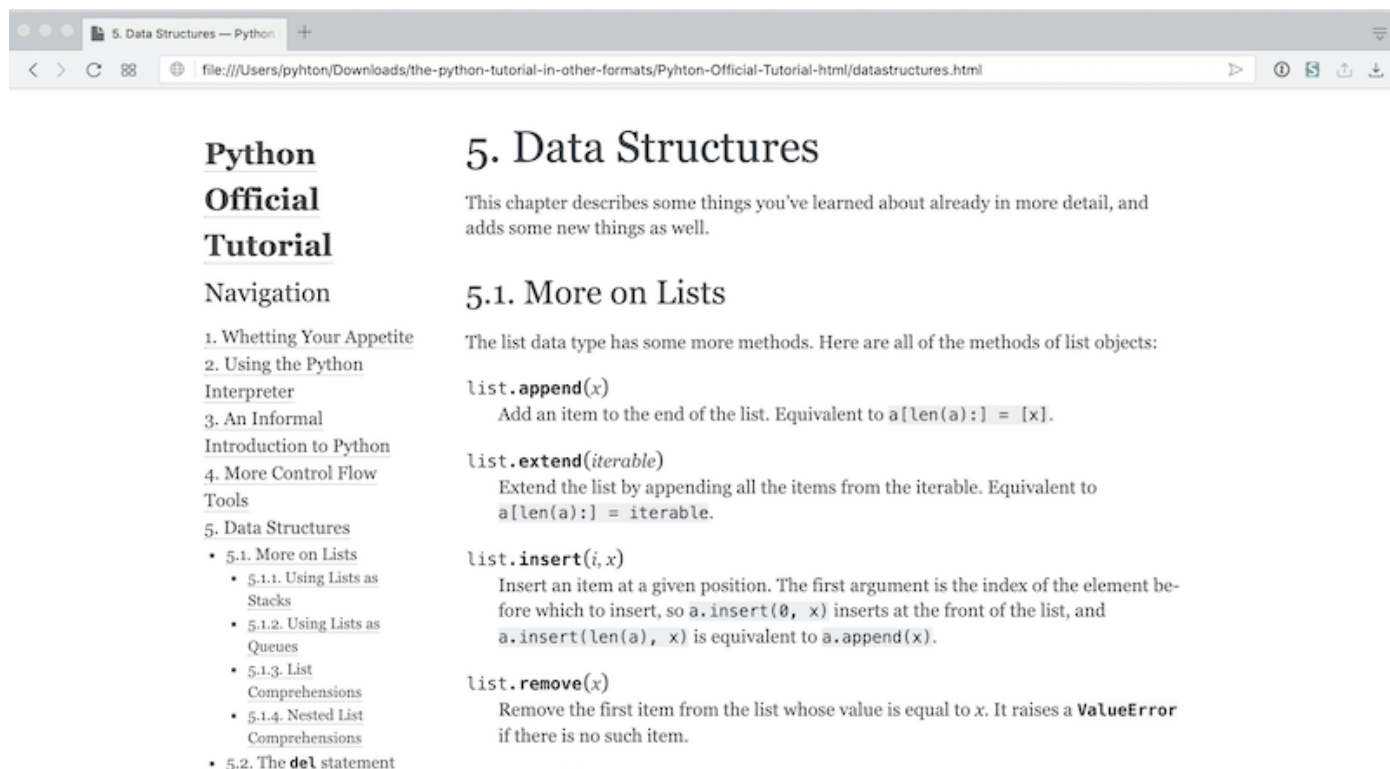 5. Data Structures — Python
file:///Users/pyhton/Downloads/the-python-tutorial-in-other-formats/Pyhton-Official-Tutorial-html/datastructures.html
Python
Official
Tutorial
Navigation
1. Whetting Your Appetite
2. Using the Python
Interpreter
3. An Informal
Introduction to Python
4. More Control Flow
Tools
5. Data Structures
▪ 5.1. More on Lists
▪ 5.1.1. Using Lists as
Stacks
▪ 5.1.2. Using Lists as
Queues
▪ 5.1.3. List
Comprehensions
▪ 5.1.4. Nested List
Comprehensions
▪ 5.2. The del statement
5. Data Structures
This chapter describes some things you've learned about already in more detail, and
adds some new things as well.
5.1. More on Lists
The list data type has some more methods. Here are all of the methods of list objects:
list.append(x)
Add an item to the end of the list. Equivalent to a[len(a):] = [x].
list.extend(iterable)
Extend the list by appending all the items from the iterable. Equivalent to
a[len(a):] = iterable.
list.insert(i, x)
Insert an item at a given position. The first argument is the index of the element be-
fore which to insert, so a.insert(0, x) inserts at the front of the list, and
a.insert(len(a), x) is equivalent to a.append(x).
list.remove(x)
Remove the first item from the list whose value is equal to x. It raises a ValueError
if there is no such item.